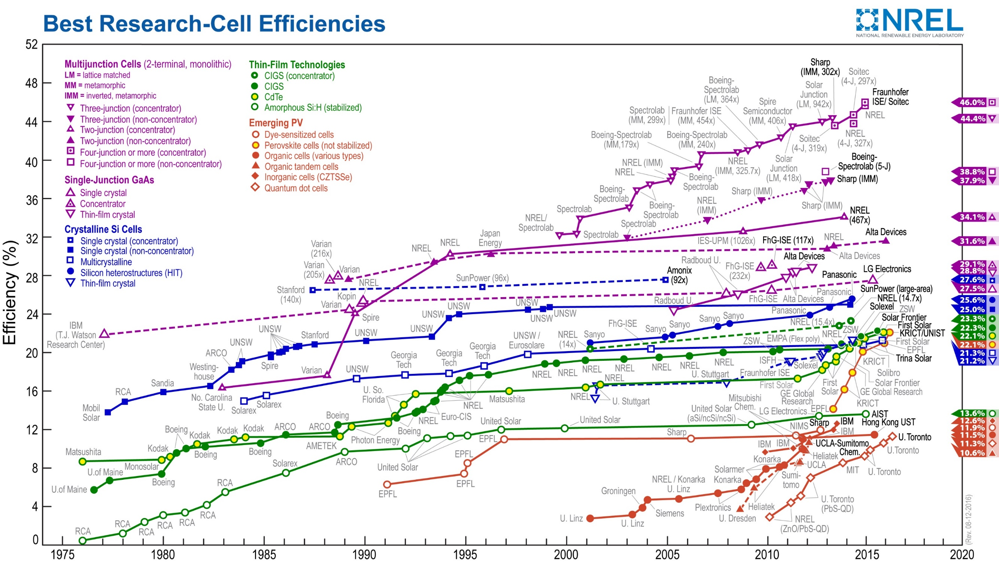 Best Research-Cell Efficiencies
NREL
NATIONAL RENEWABLE ENERGY LABORATORY
Efficiency (%)
52
48
44
40
36
32
28
24
20
16
12
8
4
0
Multijunction Cells (2-terminal, monolithic)
LM = lattice matched
MM = metamorphic
IMM = inverted, metamorphic
Three-junction (concentrator)
Three-junction (non-concentrator)
Two-junction (concentrator)
Two-junction (non-concentrator)
Four-junction or more (concentrator)
Four-junction or more (non-concentrator)
Single-Junction GaAs
Single crystal
Concentrator
Thin-film crystal
Crystalline Si Cells
Single crystal (concentrator)
Single crystal (non-concentrator)
Multicrystalline
Silicon heterostructures (HIT)
Thin-film crystal
Thin-Film Technologies
CIGS (concentrator)
CIGS
CdTe
Amorphous Si:H (stabilized)
Emerging PV
Dye-sensitized cells
Perovskite cells (not stabilized)
Organic cells (various types)
Organic tandem cells
Inorganic cells (CZTSSe)
Quantum dot cells
Sharp
(IMM, 302x)
Soitec
(4-J, 297x)
Boeing-
Spectrolab
(LM, 364x)
Solar
Junction
(LM, 942x)
Fraunhofer
ISE/ Soitec
NREL
Spectrolab
(MM, 299x)
Fraunhofer ISE
(MM, 454x)
Spire
Semiconductor
(MM, 406x)
Boeing-Spectrolab
(MM,179x)
Boeing-Spectrolab
(MM, 240x)
Soitec
(4-J, 319x)
NREL
(4-J, 327x)
NREL (IMM)
NREL
NREL
(IMM, 325.7x)
Solar
Junction
(LM, 418x)
Boeing-
Spectrolab (5-J)
Sharp (IMM)
Boeing-
Spectrolab
Boeing-
Spectrolab
Sharp (IMM)
Spectrolab
Boeing-
Spectrolab
NREL
(IMM)
Sharp (IMM)
NREL
(467x)
NREL/
Spectrolab
Spectrolab
Spectrolab
Japan
Energy
IES-UPM (1026x)
FhG-ISE (117x)
NREL
Alta Devices
Varian
(216x)
NREL
NREL
Alta Devices
Alta Devices
Varian
(205x)
Varian
Radboud U.
FhG-ISE
(232x)
Amonix
(92x)
LG Electronics
Panasonic
Stanford
(140x)
NREL
SunPower (96x)
SunPower (large-area)
Kopin
Varian
Radboud U.
FhG-ISE
Alta Devices
Panasonic
NREL (14.7x)
Solexel
ZSW
UNSW
UNSW
UNSW
UNSW
UNSW
Panasonic
Solar Frontier
Spire
IBM
(T.J. Watson
Research Center)
UNSW
Stanford
UNSW
UNSW
FhG-ISE
Sanyo
Sanyo
Sanyo
Sanyo
NREL (15.4x)
First Solar
KRICT/UNIST
UNSW
UNSW /
Eurosolare
NREL
(14x)
Sanyo
ZSW
EMPA (Flex poly)
NREL
ZSW
First Solar
EPFL
ARCO
Georgia
Tech
Georgia
Tech
Georgia
Tech
Trina Solar
Westing-
house
Spire
Varian
UNSW
NREL
NREL
NREL
NREL
NREL
NREL
NREL
ISFH
Solexel
KRICT
RCA
Sandia
U. Stuttgart
Fraunhofer ISE
Solibro
NREL
First Solar
First
Solar
Solar Frontier
GE Global Research
Mobil
Solar
No. Carolina
State U.
Solarex
Solarex
U. So.
Florida
Matsushita
NREL
U. Stuttgart
Mitsubishi
Chem.
GE Global
Research
KRICT
NREL
Euro-CIS
NREL
Boeing
United Solar
(aSi/ncSi/ncSi)
LG Electronics
EPFL
AIST
Boeing
United Solar
United Solar
NIMS
Sharp
IBM
Hong Kong UST
Boeing
Kodak
Kodak
Kodak
ARCO
ARCO
Sharp
IBM
Matsushita
Kodak
Boeing
Boeing
AMETEK
Photon Energy
EPFL
IBM
IBM
UCLA-Sumitomo
Chem.
U. Toronto
U.Toronto
Monosolar
EPFL
Heliatek
Konarka
UCLA
U.of Maine
Boeing
Solarex
ARCO
United Solar
Solarmer
Konarka
Sumi-
tomo
MIT
U. Toronto
U.of Maine
RCA
EPFL
EPFL
NREL / Konarka
U. Linz
Groningen
U. Toronto
(PbS-QD)
Siemens
Plextronics
Heliatek
U. Dresden
U. Linz
U. Linz
NREL
(ZnO/PbS-QD)
RCA
RCA
RCA
RCA
RCA
RCA
46.0%
44.4%
38.8%
37.9%
34.1%
31.6%
29.1%
28.8%
27.6%
27.5%
25.6%
25.0%
23.3%
22.3%
22.1%
22.1%
21.3%
21.2%
13.6%
12.6%
11.9%
11.5%
11.3%
10.6%
(Rev. 08-12-2016)
1975
1980
1985
1990
1995
2000
2005
2010
2015
2020